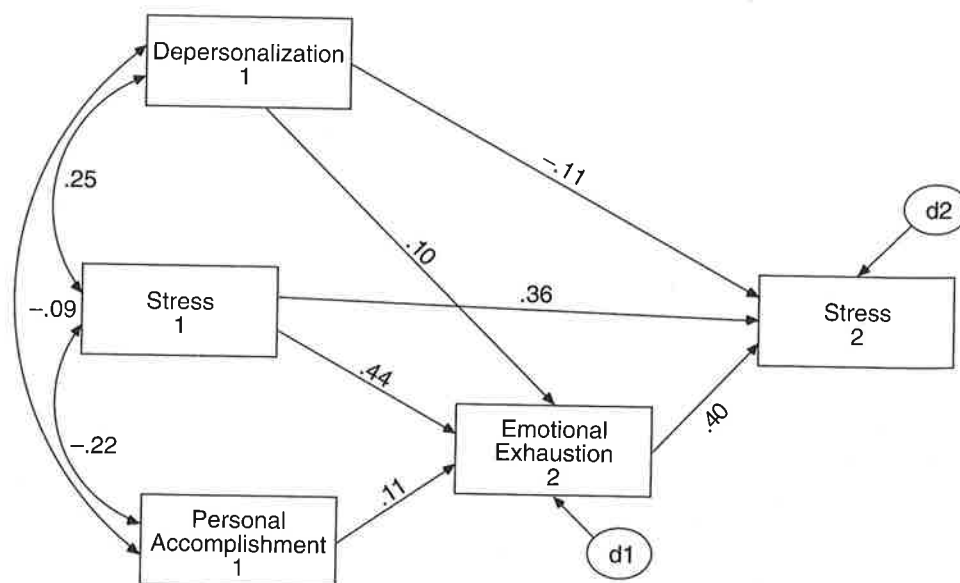 Depersonalization
1
–.11
.25
d2
.10
Stress
1
.36
Stress
2
–.09
.44
Emotional
Exhaustion
2
.40
–.22
.11
Personal
Accomplishment
1
d1